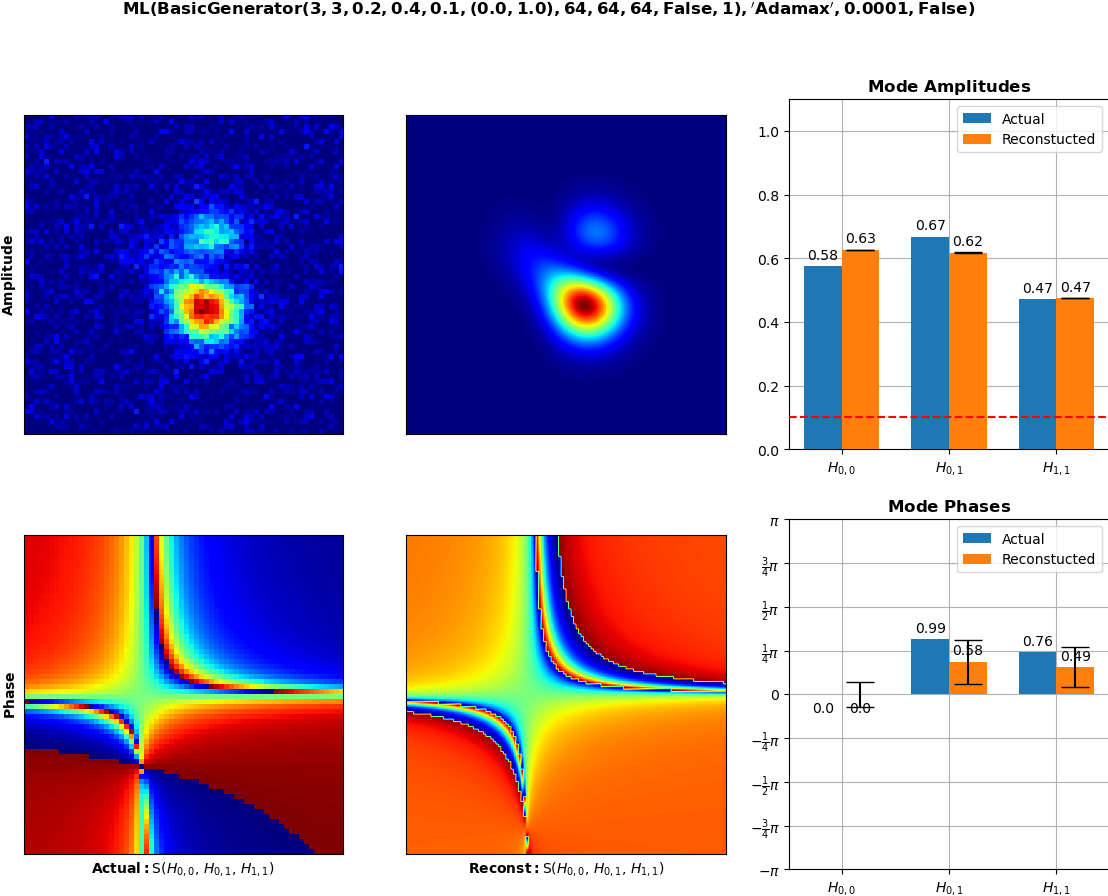 ML(BasicGenerator(3, 3, 0.2, 0.4, 0.1, (0.0, 1.0), 64, 64, 64, False, 1), 'Adamax', 0.0001, False)
Amplitude
Mode Amplitudes
Actual
Reconstucted
1.0
0.8
0.6
0.4
0.2
0.0
0.58
0.63
0.67
0.62
0.47
0.47
H0,0
H0,1
H1,1
Phase
Actual: S(H0,0, H0,1, H1,1)
Reconst: S(H0,0, H0,1, H1,1)
Mode Phases
Actual
Reconstucted
π
3/4π
1/2π
1/4π
0
−1/4π
−1/2π
−3/4π
−π
0.0
0.0
0.99
0.58
0.76
0.49
H0,0
H0,1
H1,1